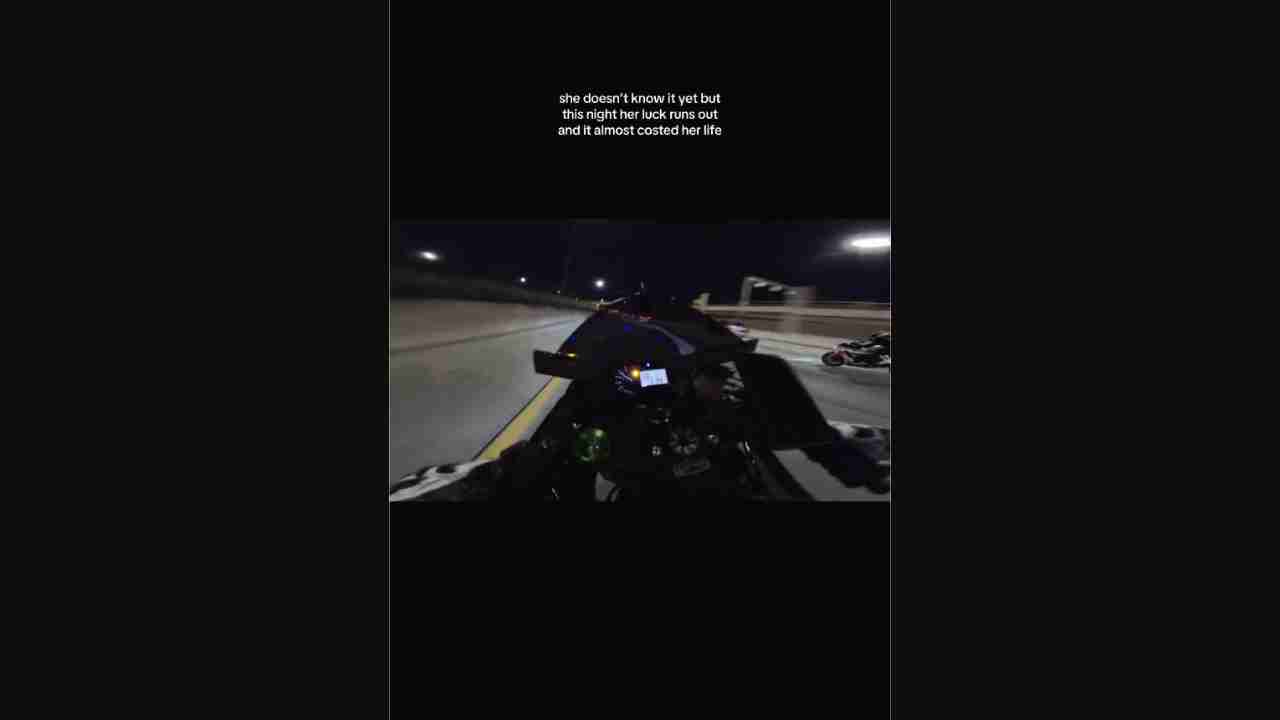 she doesn't know it yet but
this night her luck runs out
and it almost costed her life